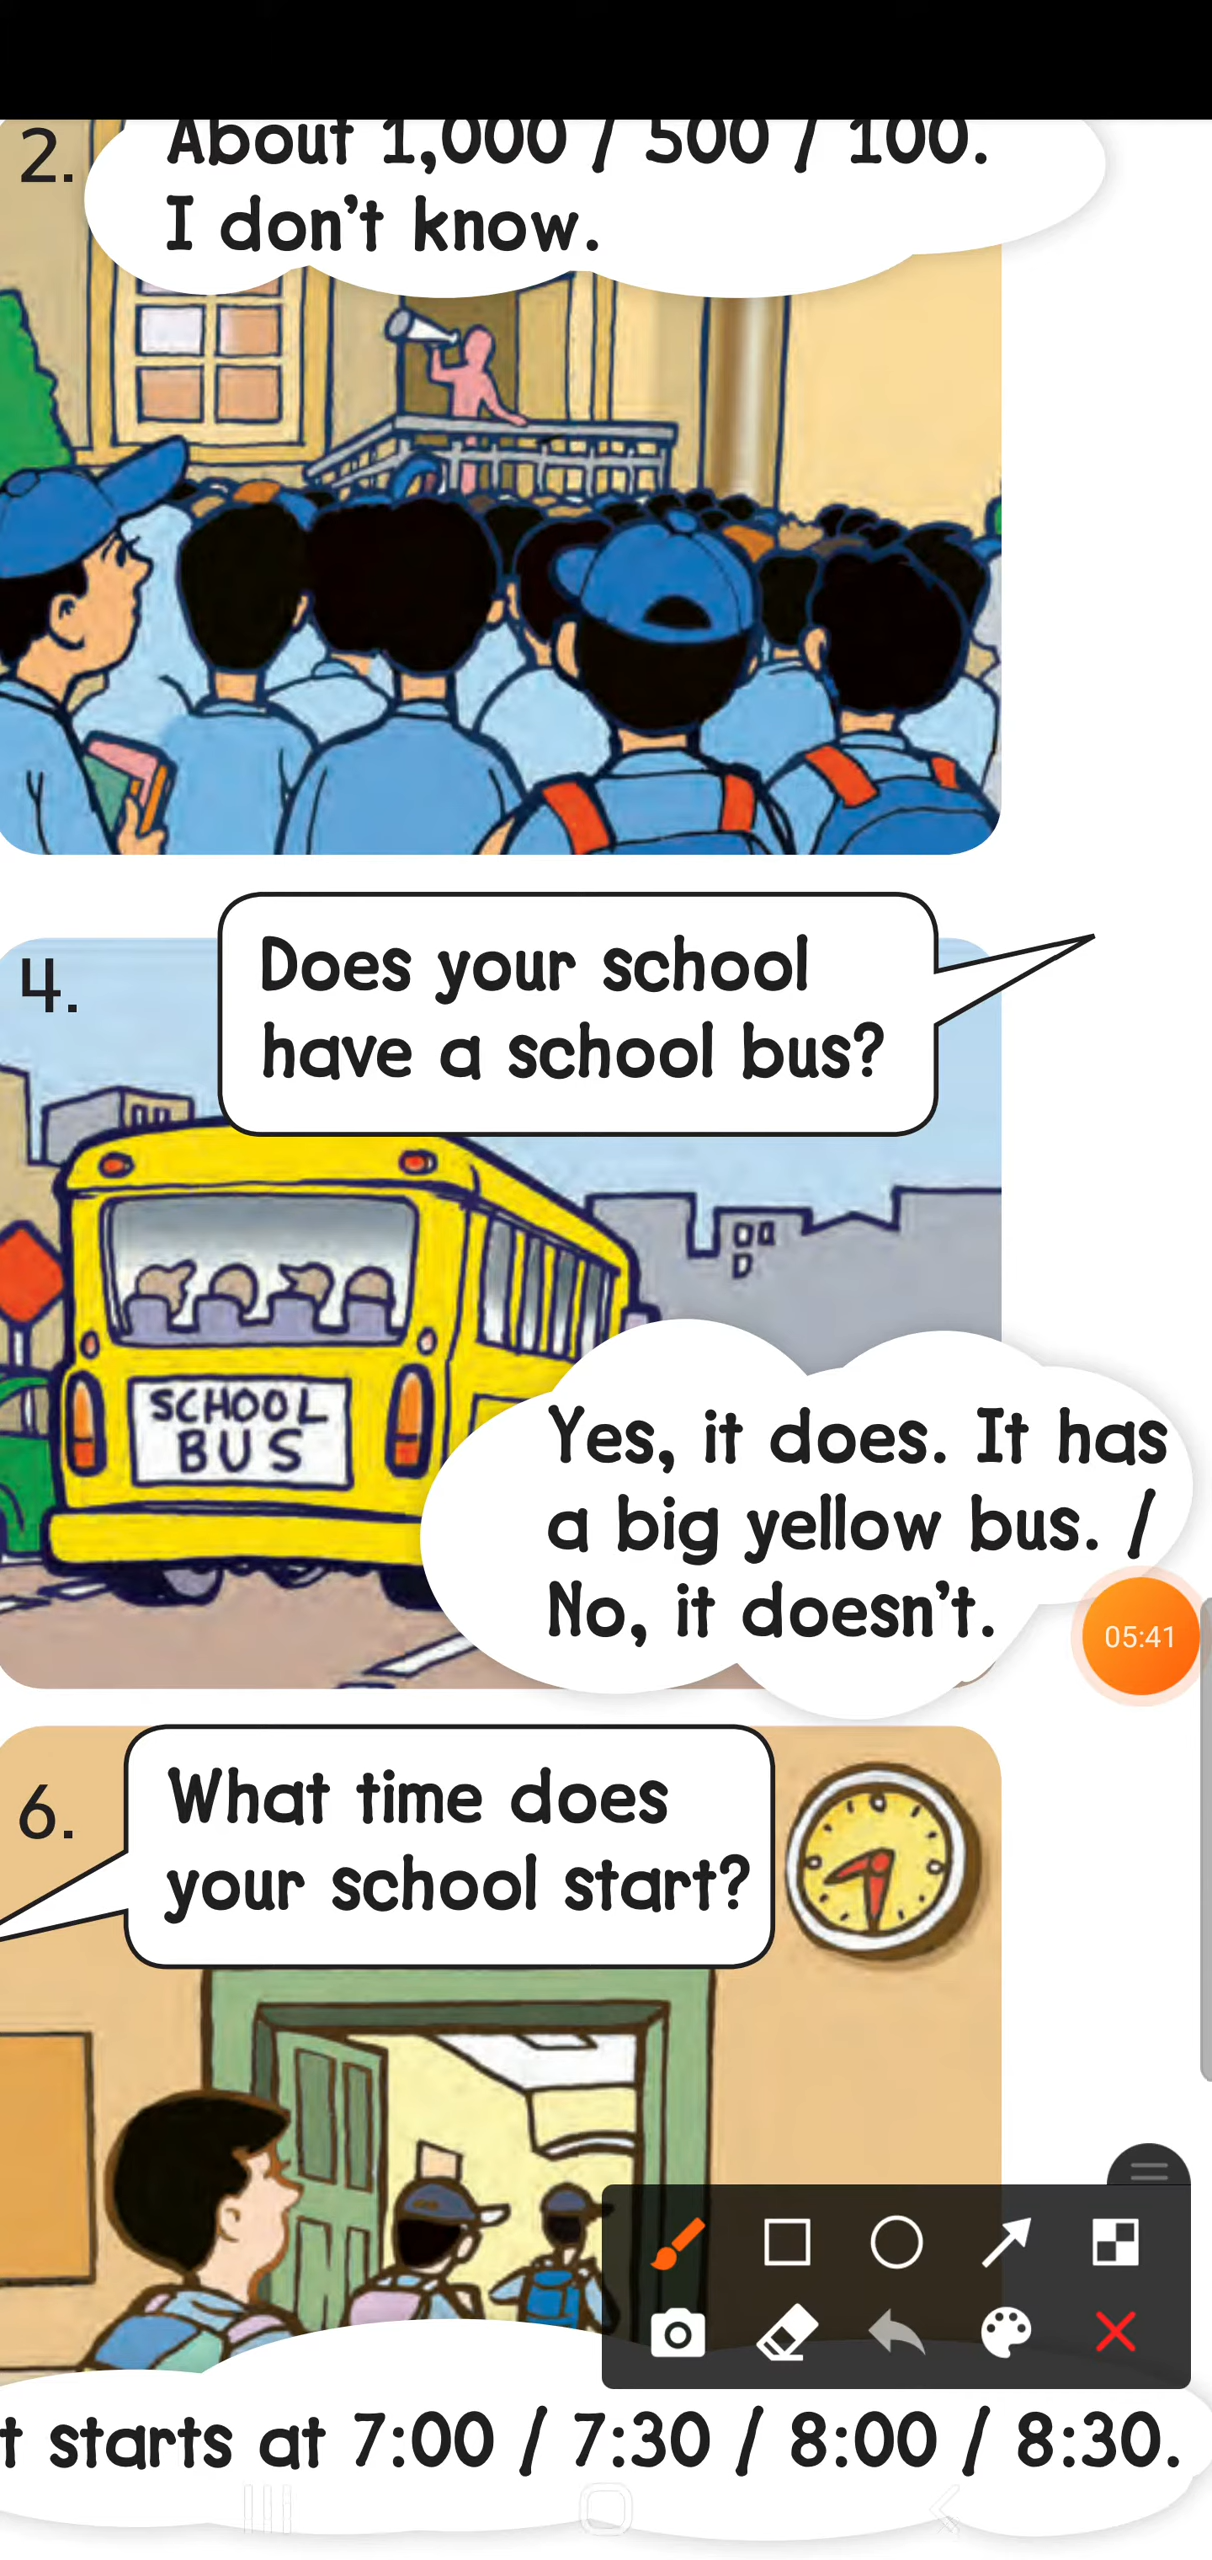 2.
About 1,000 / 500 / 100.
I don't know.
4.
Does your school
have a school bus?
SCHOOL
BUS
Yes, it does. It has
a big yellow bus. /
No, it doesn't.
05:41
6.
What time does
your school start?
t starts at 7:00 / 7:30 / 8:00 / 8:30.